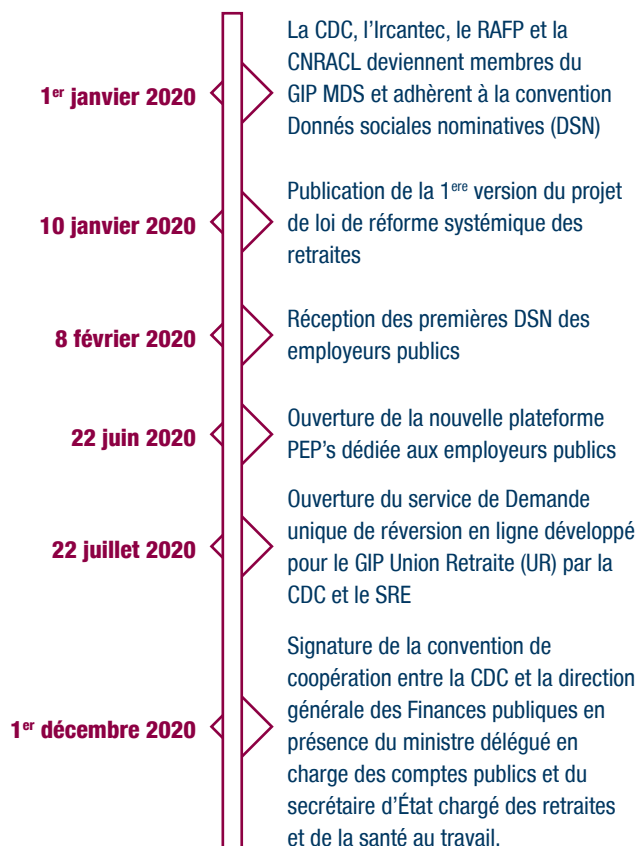 1er janvier 2020
La CDC, l’Ircantec, le RAFP et la
CNRACL deviennent membres du
GIP MDS et adhèrent à la convention
Donnés sociales nominatives (DSN)
10 janvier 2020
Publication de la 1ere version du projet
de loi de réforme systémique des
retraites
8 février 2020
Réception des premières DSN des
employeurs publics
22 juin 2020
Ouverture de la nouvelle plateforme
PEP’s dédiée aux employeurs publics
22 juillet 2020
Ouverture du service de Demande
unique de réversion en ligne développé
pour le GIP Union Retraite (UR) par la
CDC et le SRE
1er décembre 2020
Signature de la convention de
coopération entre la CDC et la direction
générale des Finances publiques en
présence du ministre délégué en
charge des comptes publics et du
secrétaire d’État chargé des retraites
et de la santé au travail.